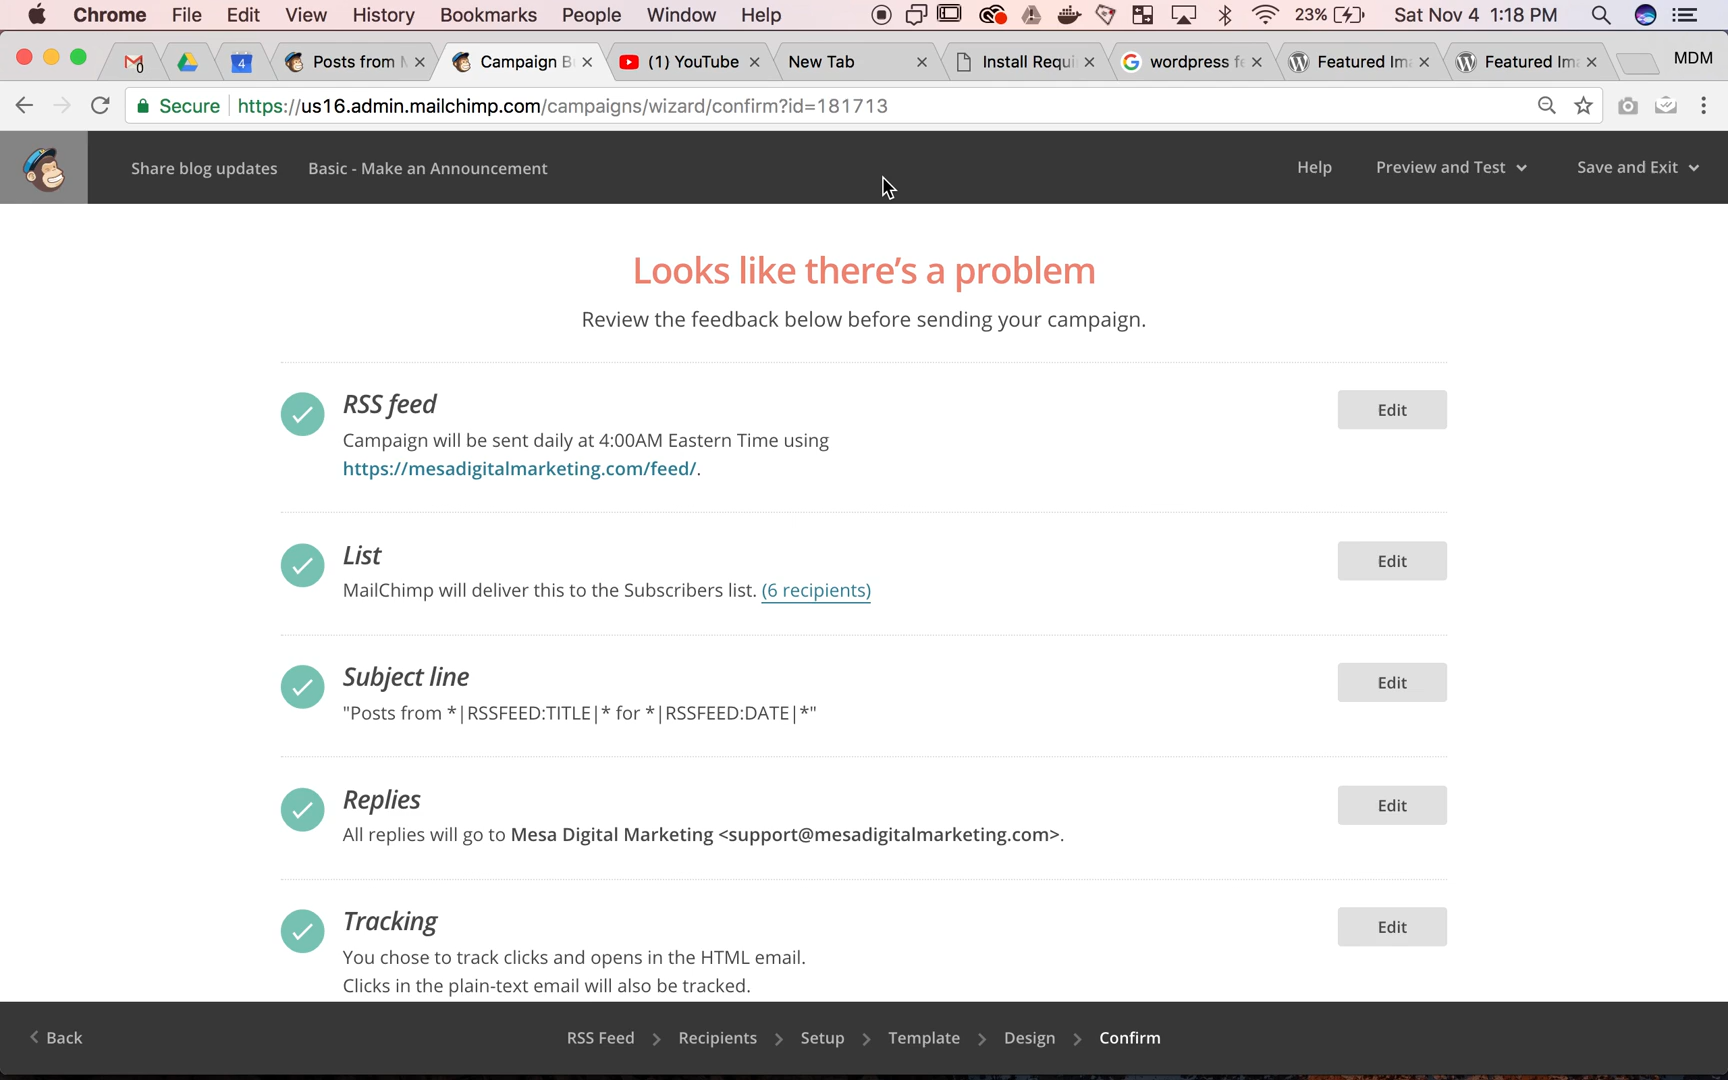 Chrome File Edit View History Bookmarks People Window Help 23% Sat Nov 4 1:18 PM
0 4 Posts from Campaign B (1) YouTube New Tab Install Requi wordpress fe Featured Im Featured Im MDM
Secure https://us16.admin.mailchimp.com/campaigns/wizard/confirm?id=181713
Share blog updates Basic - Make an Announcement Help Preview and Test Save and Exit
Looks like there's a problem
Review the feedback below before sending your campaign.
RSS feed Edit
Campaign will be sent daily at 4:00AM Eastern Time using
https://mesadigitalmarketing.com/feed/.
List Edit
MailChimp will deliver this to the Subscribers list. (6 recipients)
Subject line Edit
"Posts from *|RSSFEED:TITLE|* for *|RSSFEED:DATE|*"
Replies Edit
All replies will go to Mesa Digital Marketing <support@mesadigitalmarketing.com>.
Tracking Edit
You chose to track clicks and opens in the HTML email.
Clicks in the plain-text email will also be tracked.
Back RSS Feed Recipients Setup Template Design Confirm